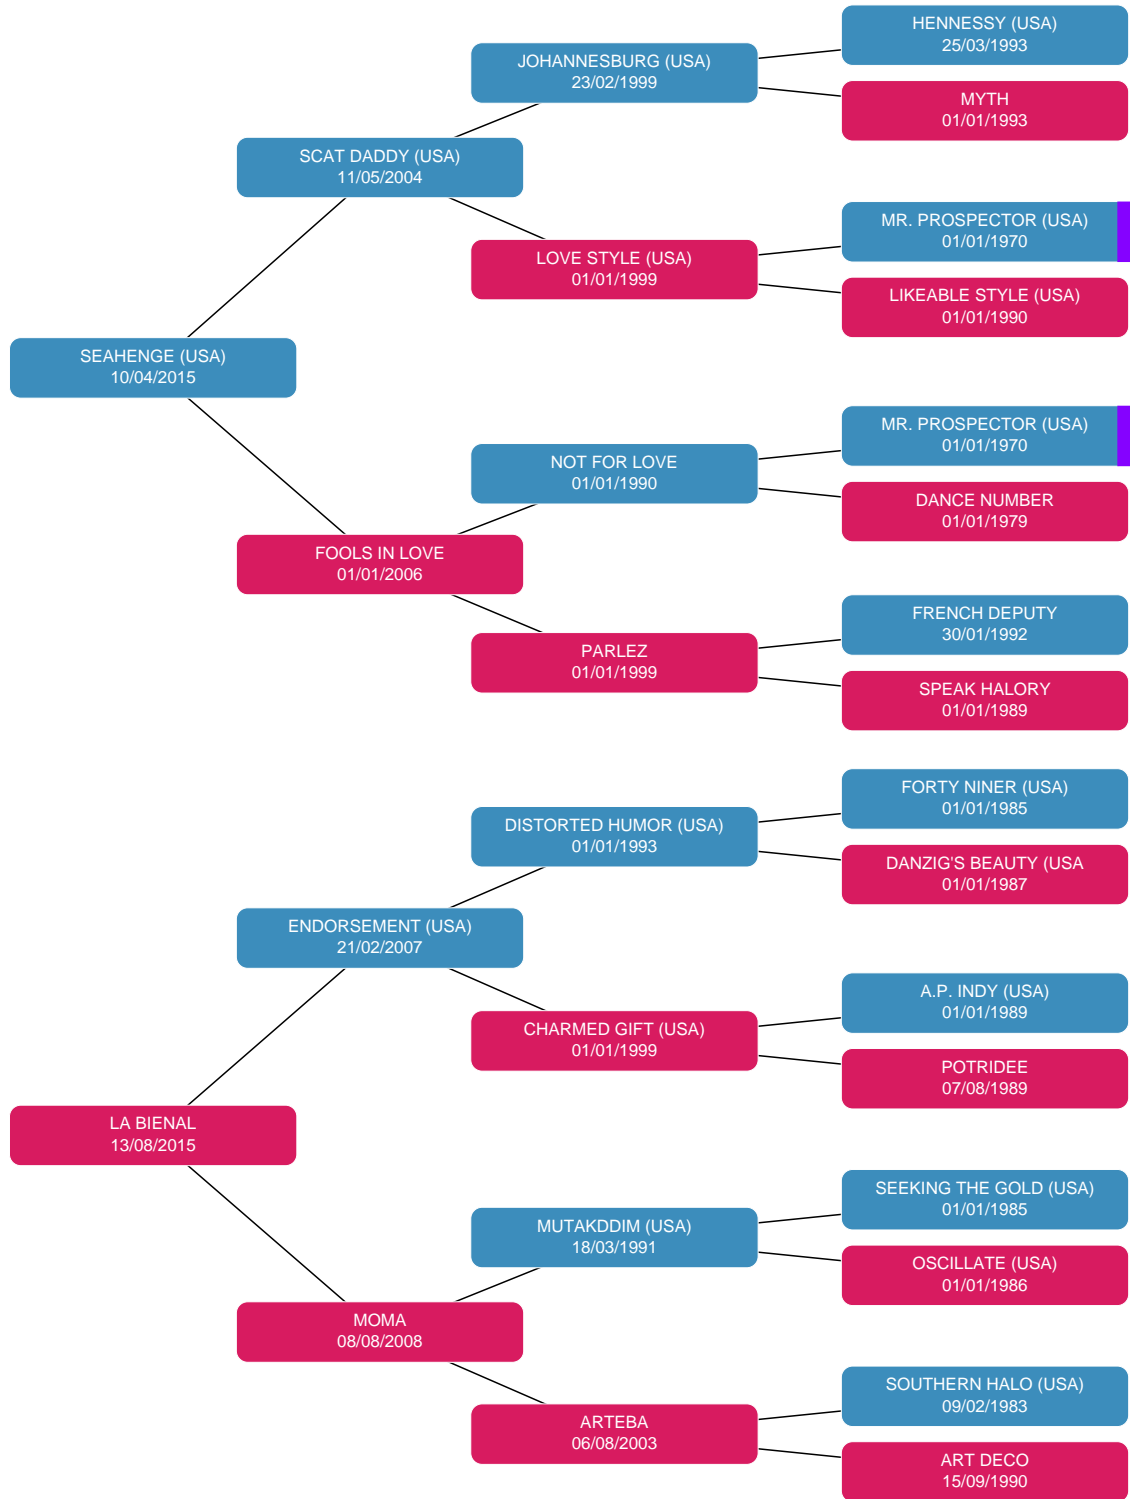 HENNESSY (USA)
25/03/1993
JOHANNESBURG (USA)
23/02/1999
MYTH
01/01/1993
SCAT DADDY (USA)
11/05/2004
MR. PROSPECTOR (USA)
01/01/1970
LOVE STYLE (USA)
01/01/1999
LIKEABLE STYLE (USA)
01/01/1990
SEAHENGE (USA)
10/04/2015
MR. PROSPECTOR (USA)
01/01/1970
NOT FOR LOVE
01/01/1990
DANCE NUMBER
01/01/1979
FOOLS IN LOVE
01/01/2006
FRENCH DEPUTY
30/01/1992
PARLEZ
01/01/1999
SPEAK HALORY
01/01/1989
FORTY NINER (USA)
01/01/1985
DISTORTED HUMOR (USA)
01/01/1993
DANZIG'S BEAUTY (USA
01/01/1987
ENDORSEMENT (USA)
21/02/2007
A.P. INDY (USA)
01/01/1989
CHARMED GIFT (USA)
01/01/1999
POTRIDEE
07/08/1989
LA BIENAL
13/08/2015
SEEKING THE GOLD (USA)
01/01/1985
MUTAKDDIM (USA)
18/03/1991
OSCILLATE (USA)
01/01/1986
MOMA
08/08/2008
SOUTHERN HALO (USA)
09/02/1983
ARTEBA
06/08/2003
ART DECO
15/09/1990